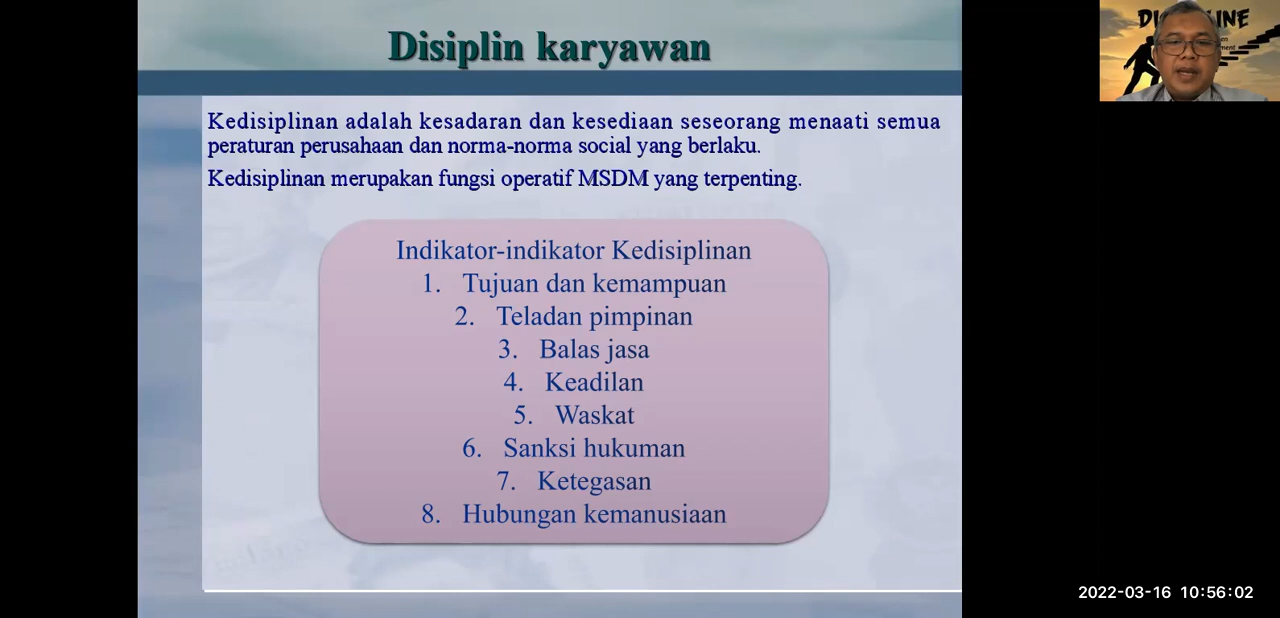 Disiplin karyawan
Kedisiplinan adalah kesadaran dan kesediaan seseorang menaati semua
peraturan perusahaan dan norma-norma social yang berlaku.
Kedisiplinan merupakan fungsi operatif MSDM yang terpenting.
Indikator-indikator Kedisiplinan
1. Tujuan dan kemampuan
2. Teladan pimpinan
3. Balas jasa
4. Keadilan
5. Waskat
6. Sanksi hukuman
7. Ketegasan
8. Hubungan kemanusiaan
2022-03-16 10:56:02